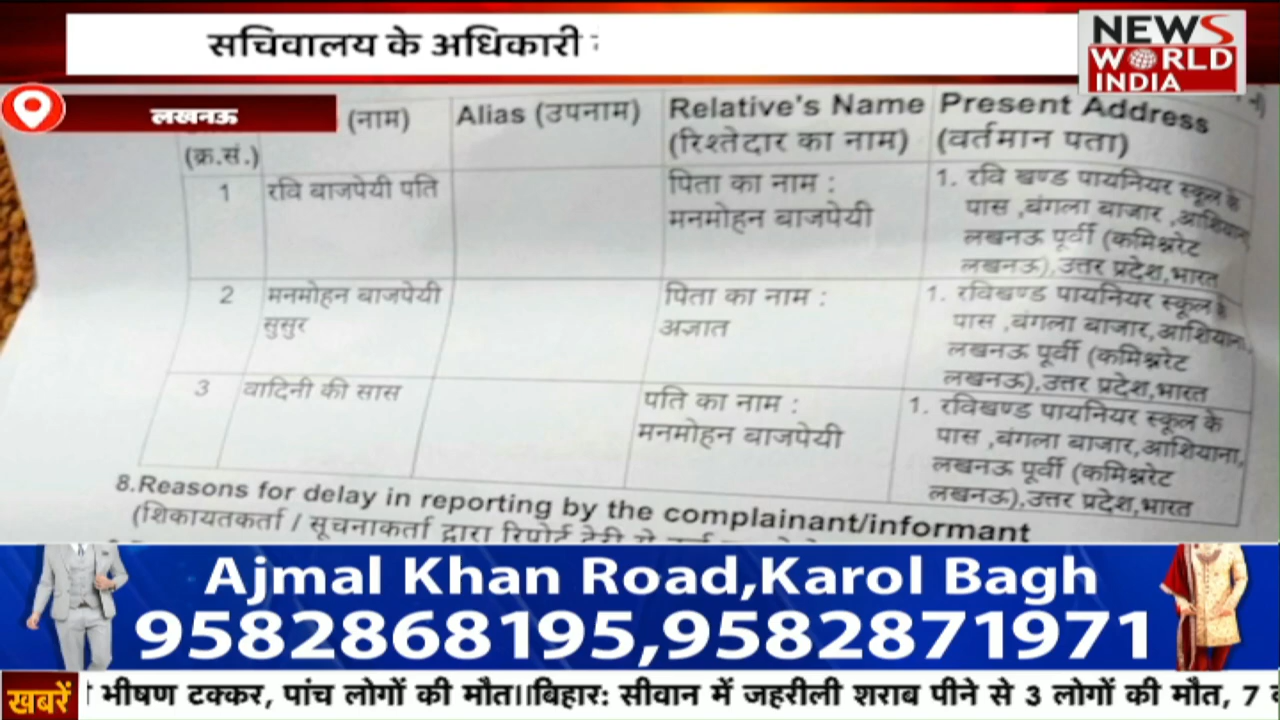 सचिवालय के अधिकारी
NEWS
WORLD
INDIA
लखनऊ
(क्र.सं.)
(नाम)
Alias (उपनाम)
Relative's Name
(रिश्तेदार का नाम)
Present Address
(वर्तमान पता)
1
रवि बाजपेयी पति
पिता का नाम :
मनमोहन बाजपेयी
1. रवि खण्ड पायनियर स्कूल के
पास ,बंगला बाजार ,आशियाना,
लखनऊ पूर्वी (कमिश्नरेट
लखनऊ),उत्तर प्रदेश,भारत
2
मनमोहन बाजपेयी
सुसुर
पिता का नाम :
अज्ञात
1. रविखण्ड पायनियर स्कूल के
पास ,बंगला बाजार,आशियाना,
लखनऊ पूर्वी (कमिश्नरेट
लखनऊ),उत्तर प्रदेश,भारत
3
वादिनी की सास
पति का नाम :
मनमोहन बाजपेयी
1. रविखण्ड पायनियर स्कूल के
पास ,बंगला बाजार,आशियाना,
लखनऊ पूर्वी (कमिश्नरेट
लखनऊ),उत्तर प्रदेश,भारत
8.Reasons for delay in reporting by the complainant/informant
(शिकायतकर्ता / सूचनाकर्ता द्वारा रिपोर्ट देरी से
Ajmal Khan Road,Karol Bagh
9582868195,9582871971
खबरें
भीषण टक्कर, पांच लोगों की मौत।।बिहार: सीवान में जहरीली शराब पीने से 3 लोगों की मौत, 7